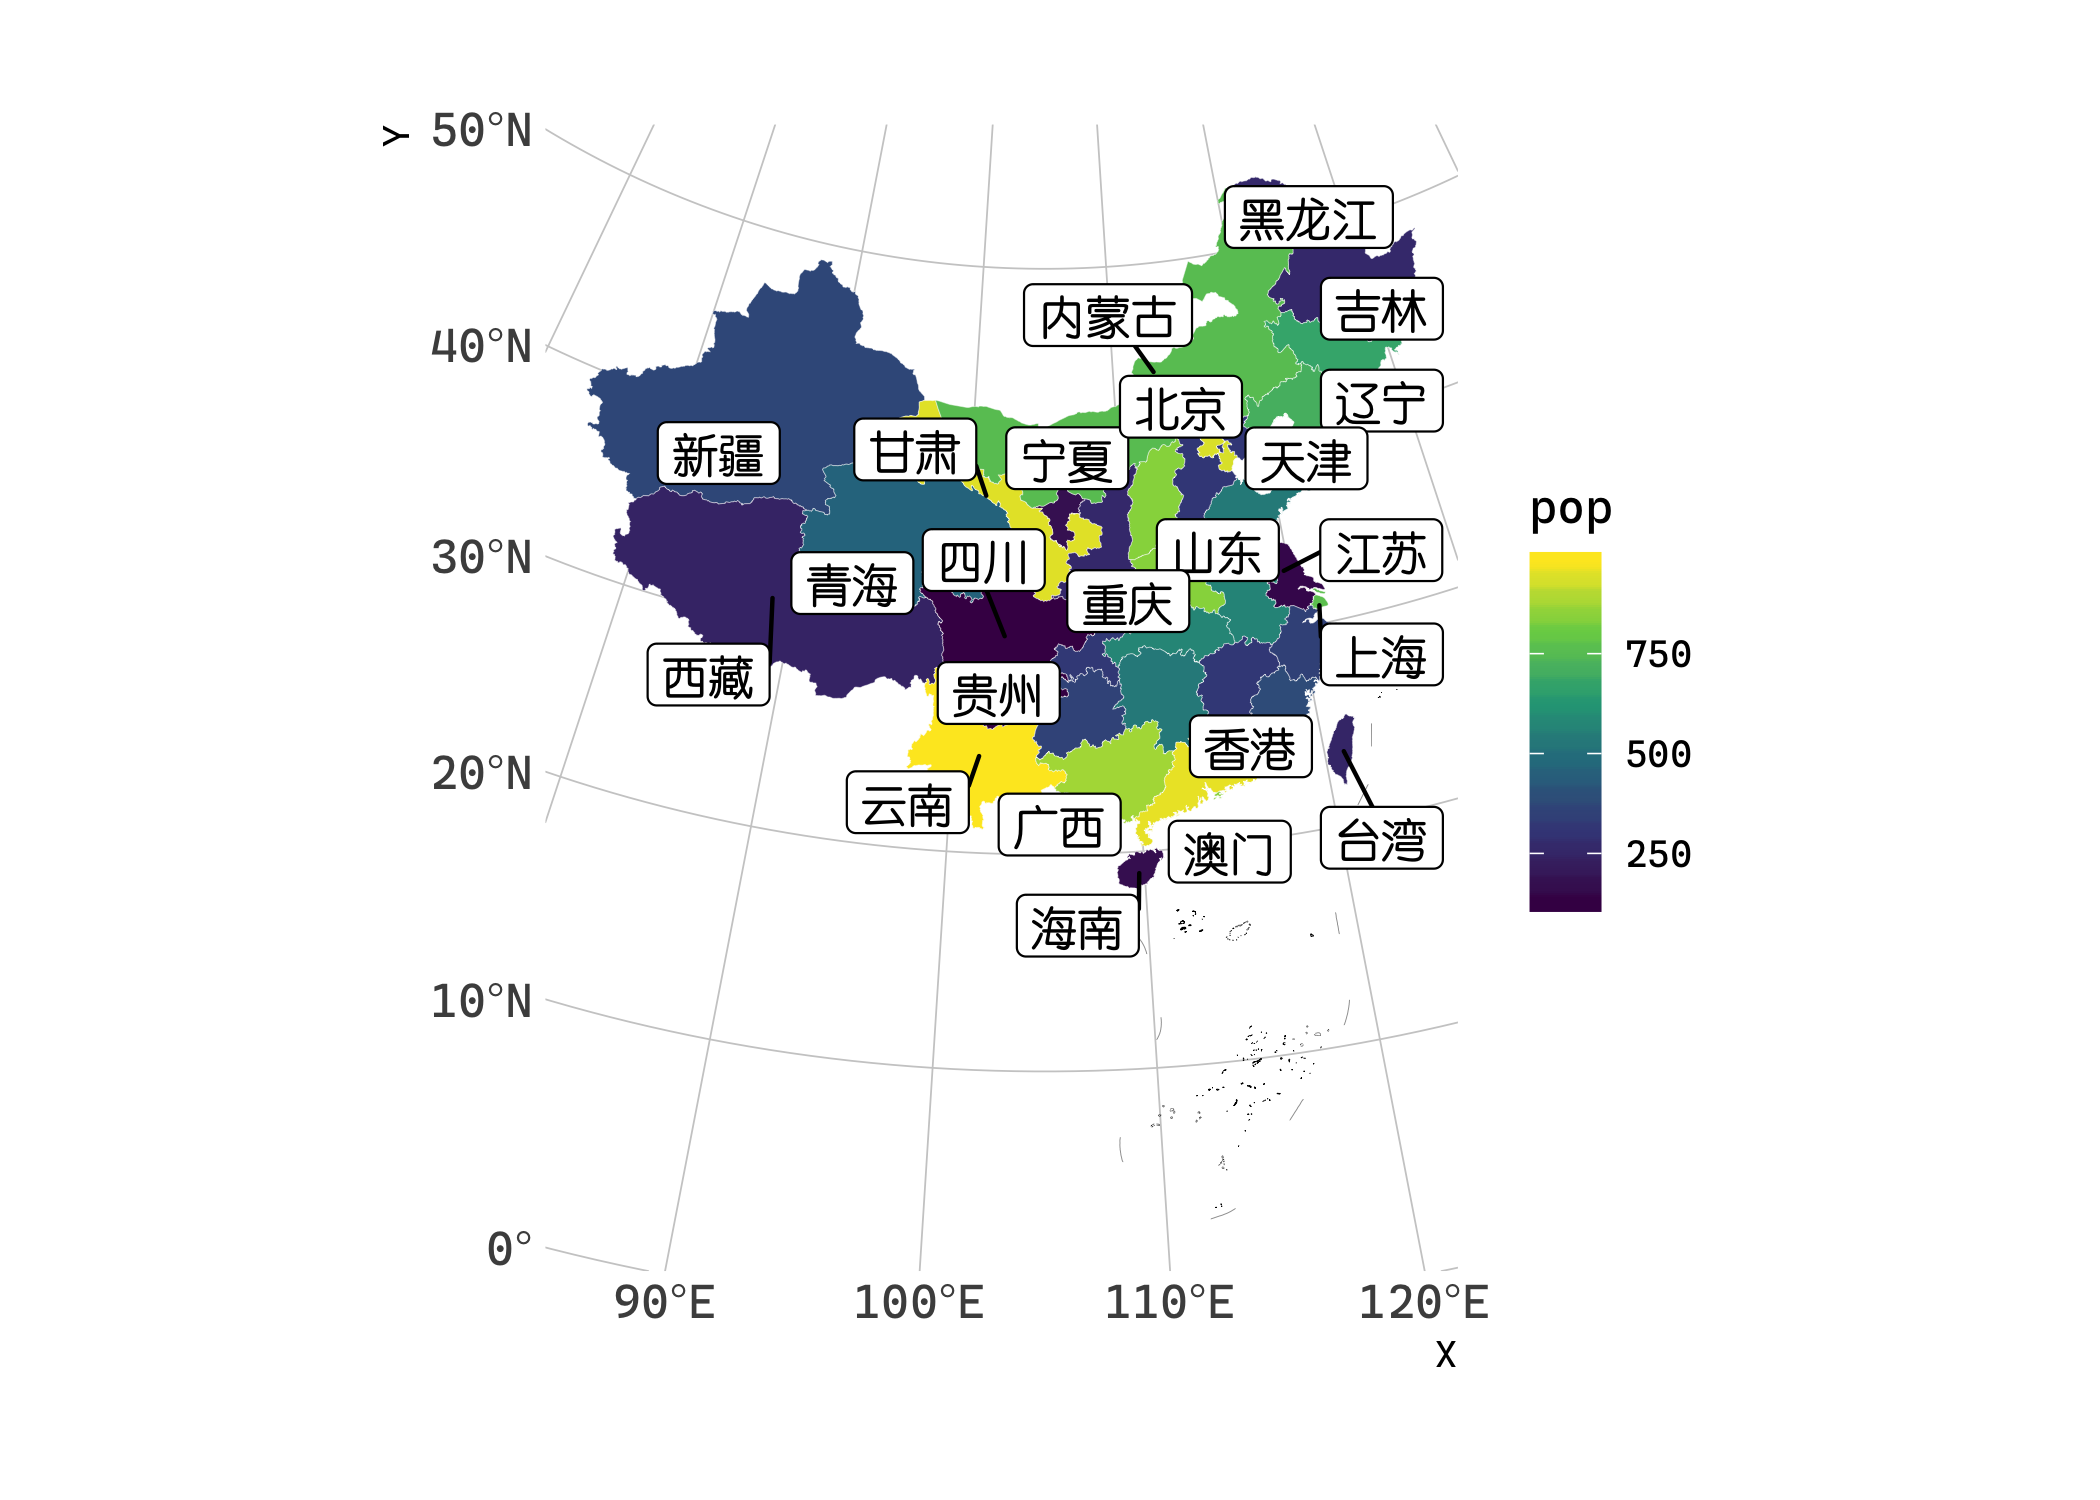 Y
50°N
40°N
30°N
20°N
10°N
0°
90°E
100°E
110°E
120°E
X
黑龙江
内蒙古
吉林
北京
辽宁
新疆
甘肃
宁夏
天津
四川
山东
江苏
青海
重庆
西藏
上海
贵州
香港
云南
广西
澳门
台湾
海南
pop
750
500
250